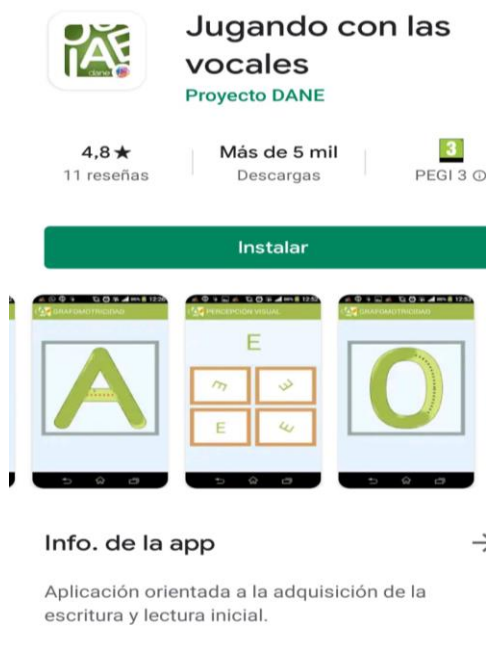 Jugando con las
vocales
Proyecto DANE
dane
4,8★
11 reseñas
Más de 5 mil
Descargas
3
PEGI 3
Instalar
GRAFOMOTRICIDAD
A
PERCEPCIÓN VISUAL
E
E
E
E
E
GRAFOMOTRICIDAD
O
Info. de la app
Aplicación orientada a la adquisición de la
escritura y lectura inicial.